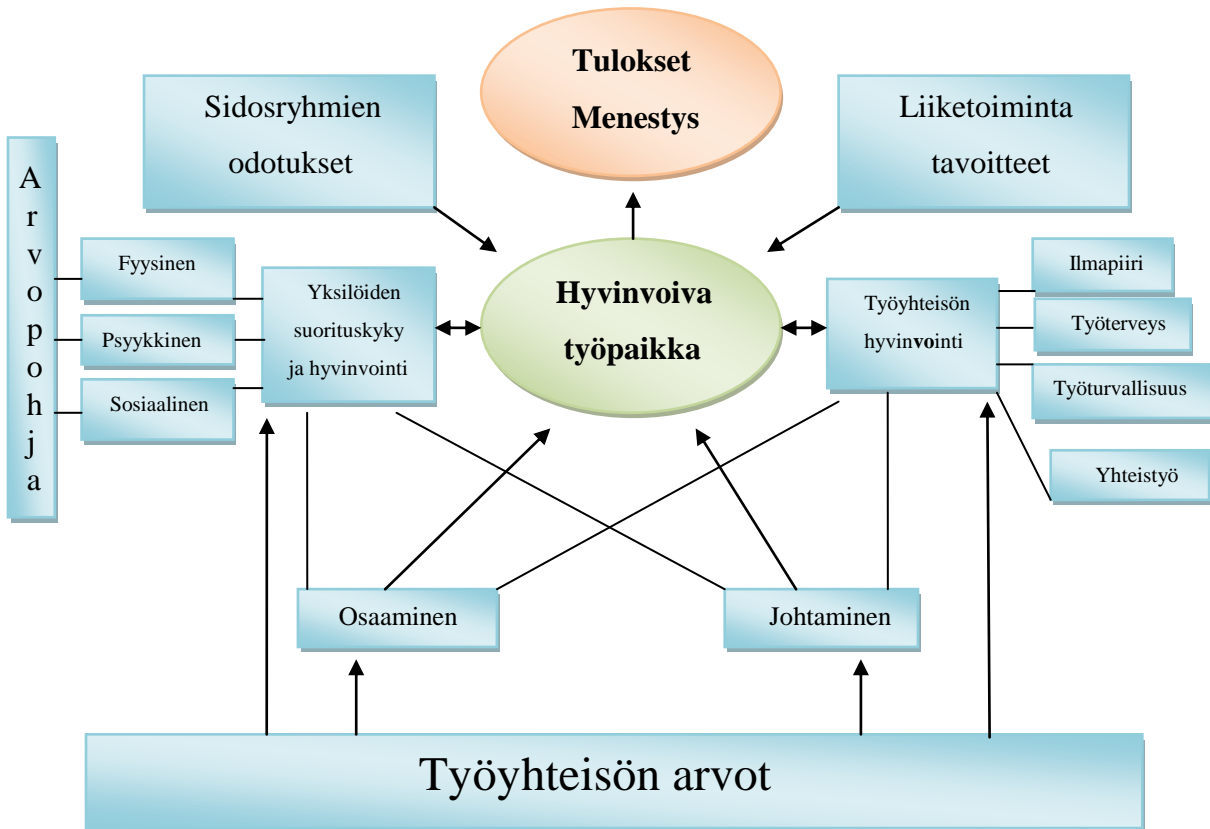 Tulokset
Menestys
Sidosryhmien
odotukset
Liiketoiminta
tavoitteet
Arvopohja
Fyysinen
Psyykkinen
Sosiaalinen
Yksilöiden
suorituskyky
ja hyvinvointi
Hyvinvoiva
työpaikka
Työyhteisön
hyvinvointi
Ilmapiiri
Työterveys
Työturvallisuus
Yhteistyö
Osaaminen
Johtaminen
Työyhteisön arvot